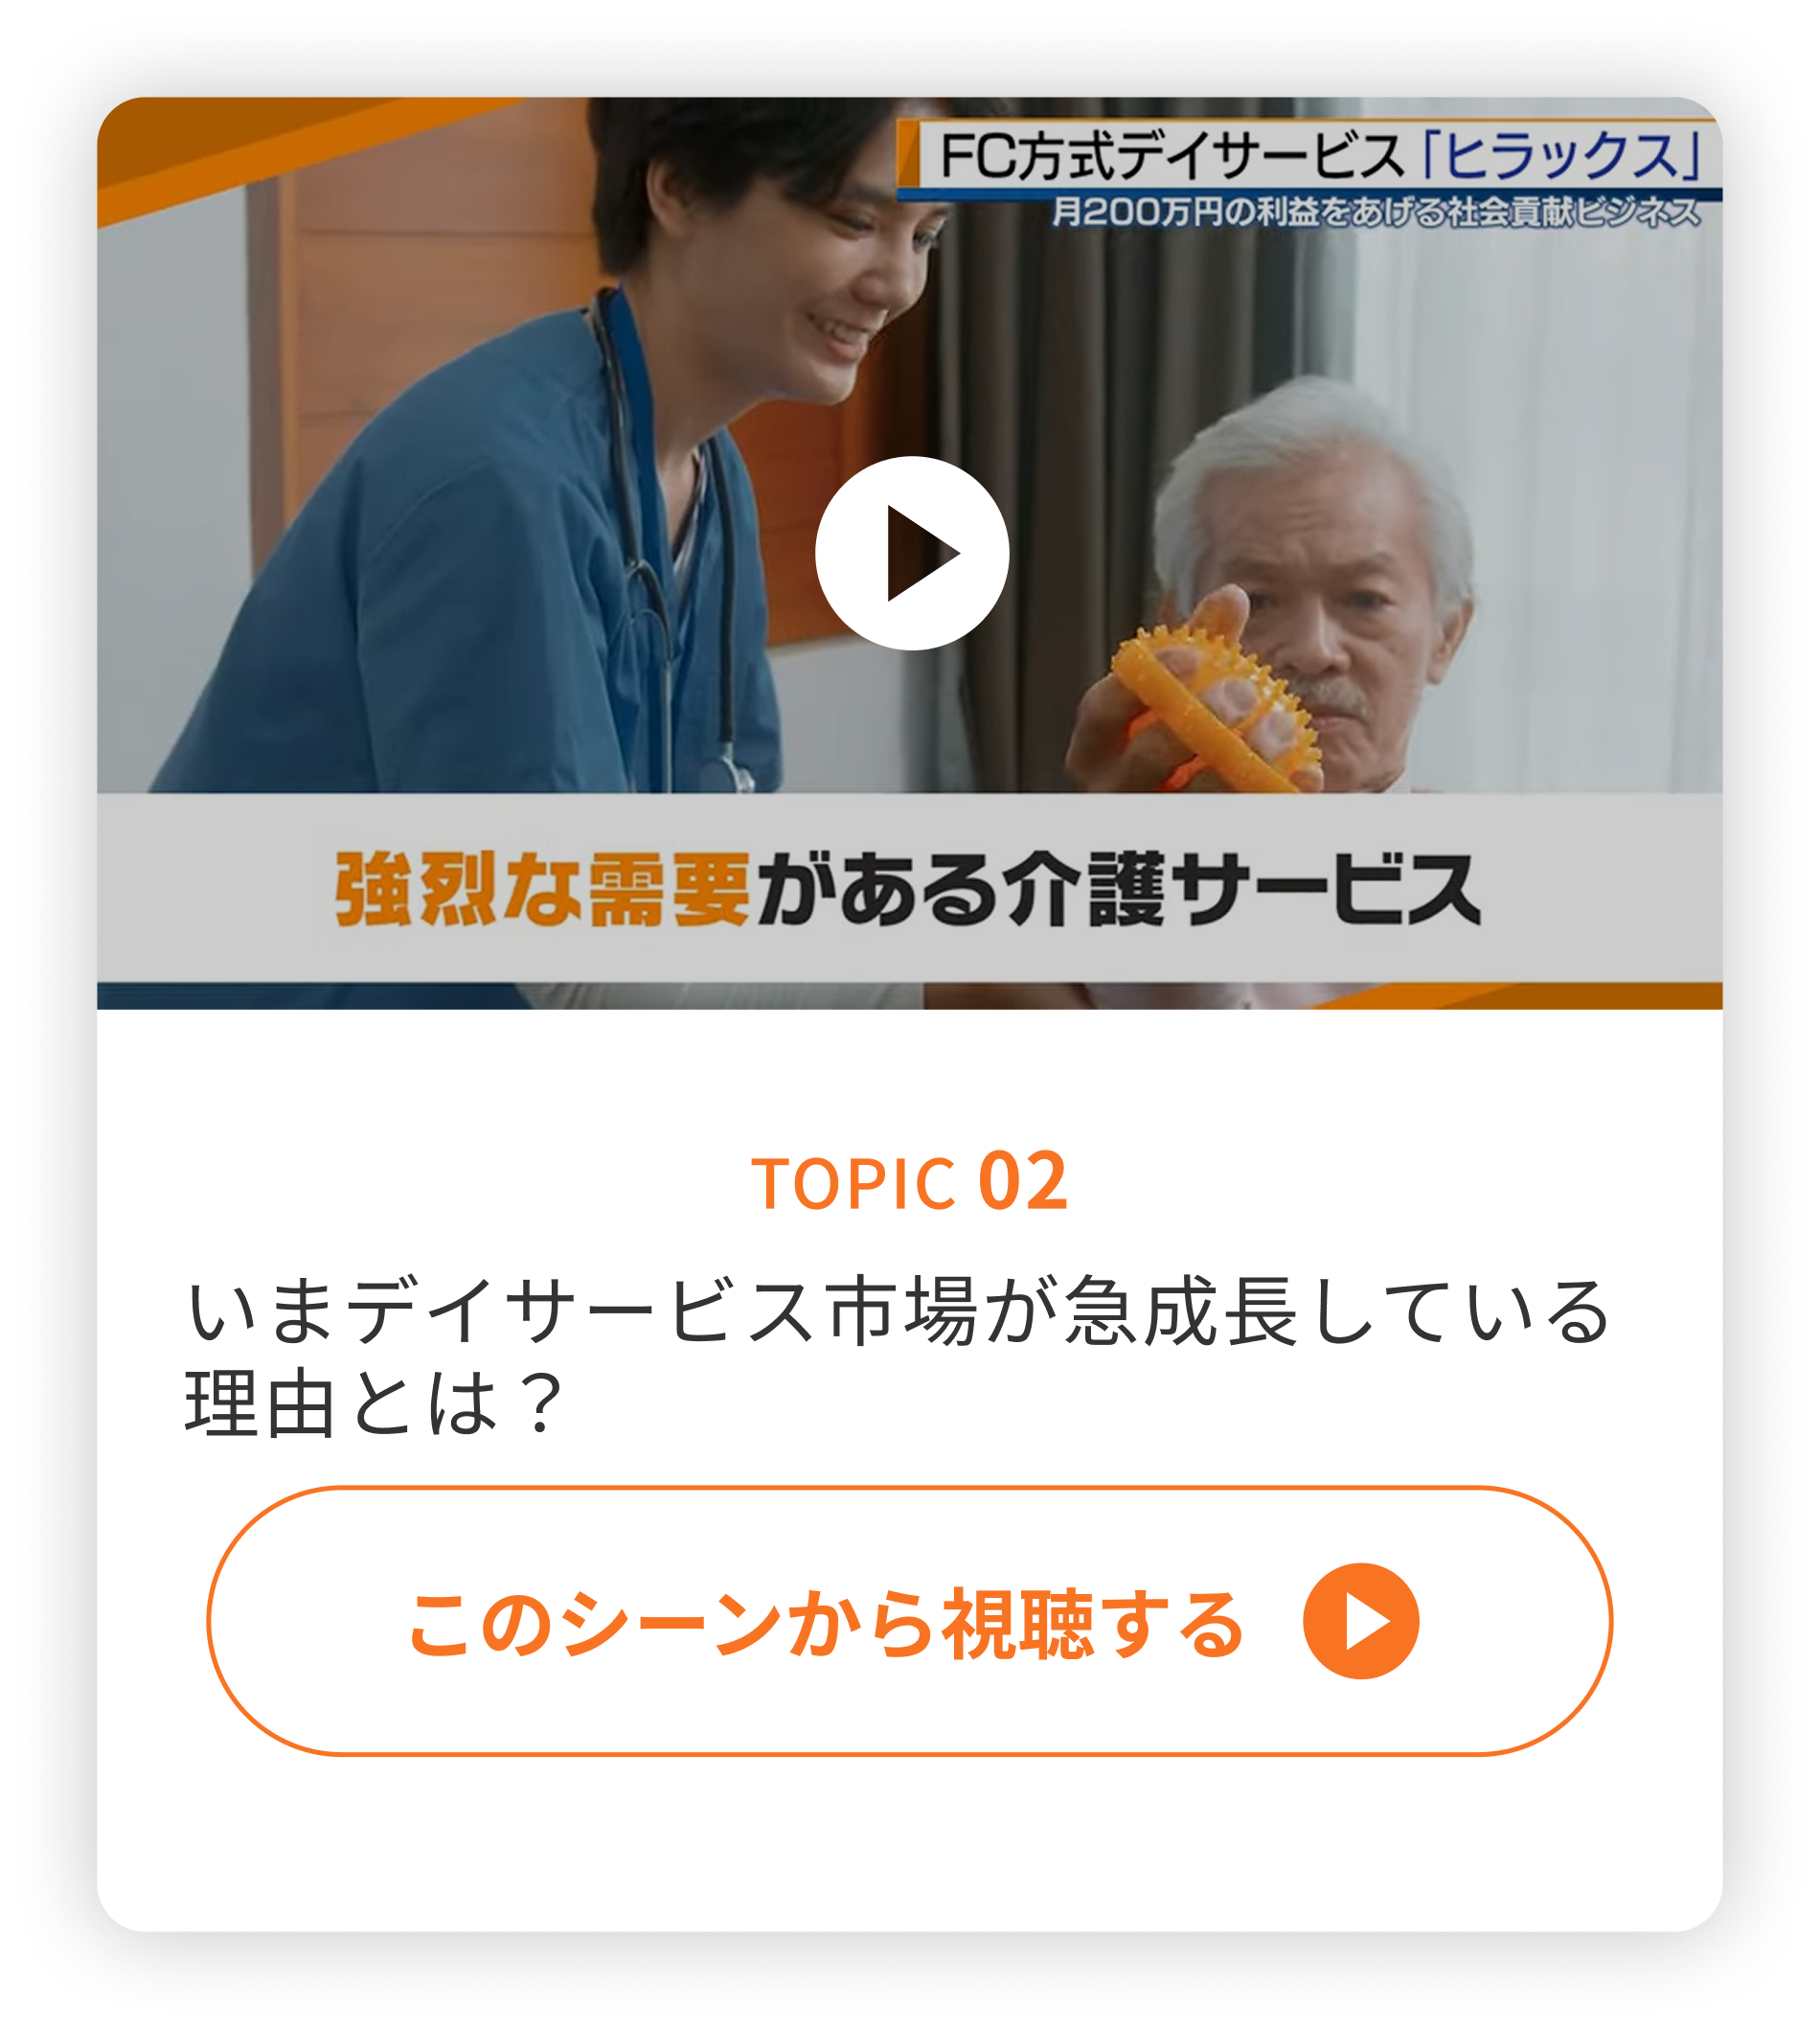 FC方式デイサービス「ヒラックス」
月200万円の利益をあげる社会貢献ビジネス
強烈な需要がある介護サービス
TOPIC 02
いまデイサービス市場が急成長している
理由とは？
このシーンから視聴する